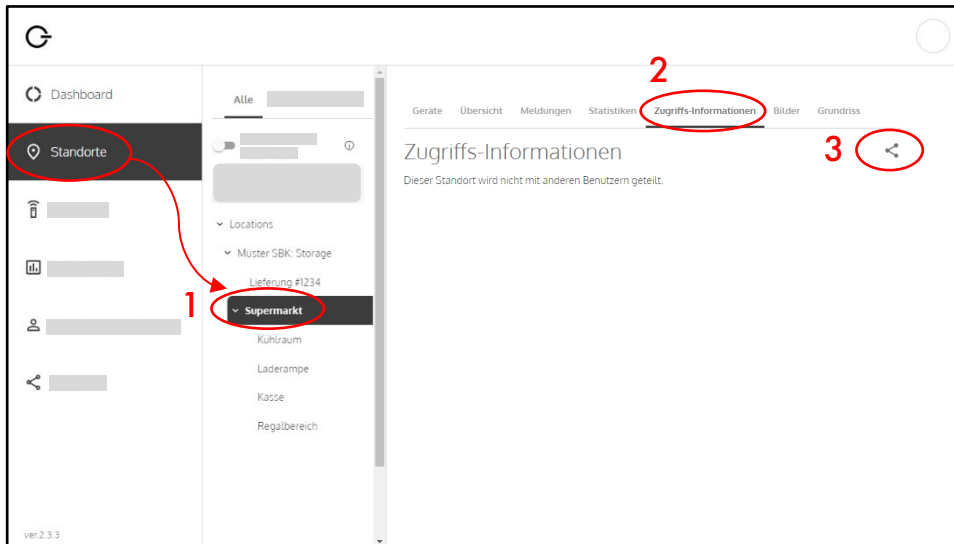 Dashboard
Standorte
ver.2.3.3
Alle
Locations
Muster SBK: Storage
Lieferung #1234
1
Supermarkt
Kühlraum
Laderampe
Kasse
Regalbereich
2
Geräte Übersicht Meldungen Statistiken Zugriffs-Informationen Bilder Grundriss
Zugriffs-Informationen
3
Dieser Standort wird nicht mit anderen Benutzern geteilt.